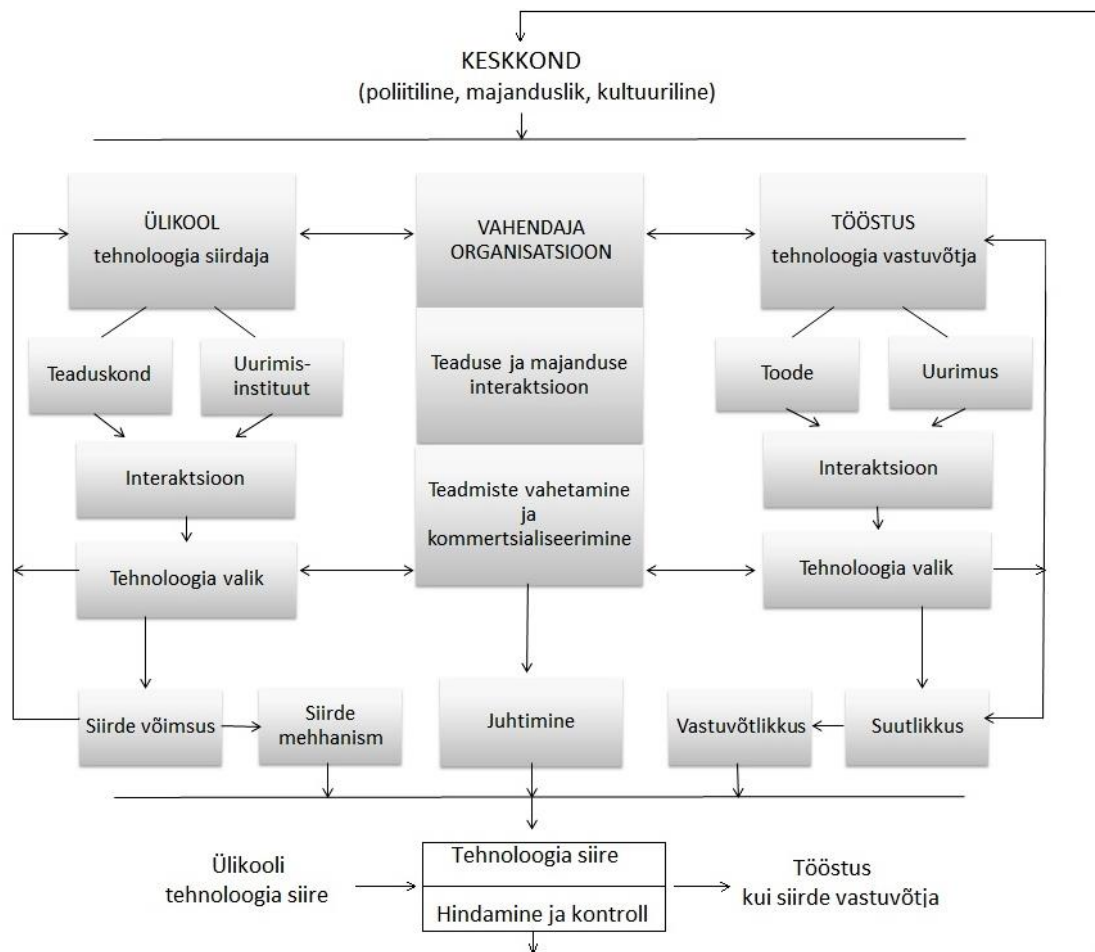 KESKKOND
(poliitiline, majanduslik, kultuuriline)
ÜLIKOOL
tehnoloogia siirdaja
VAHENDAJA
ORGANISATSIOON
TÖÖSTUS
tehnoloogia vastuvõtja
Teaduskond
Uurimis-
instituut
Teaduse ja majanduse
interaktsioon
Toode
Uurimus
Interaktsioon
Teadmiste vahetamine
ja
kommertsialiseerimine
Interaktsioon
Tehnoloogia valik
Tehnoloogia valik
Siirde võimsus
Siirde
mehhanism
Juhtimine
Vastuvõtlikkus
Suutlikkus
Ülikooli
tehnoloogia siire
Tehnoloogia siire
Hindamine ja kontroll
Tööstus
kui siirde vastuvõtja